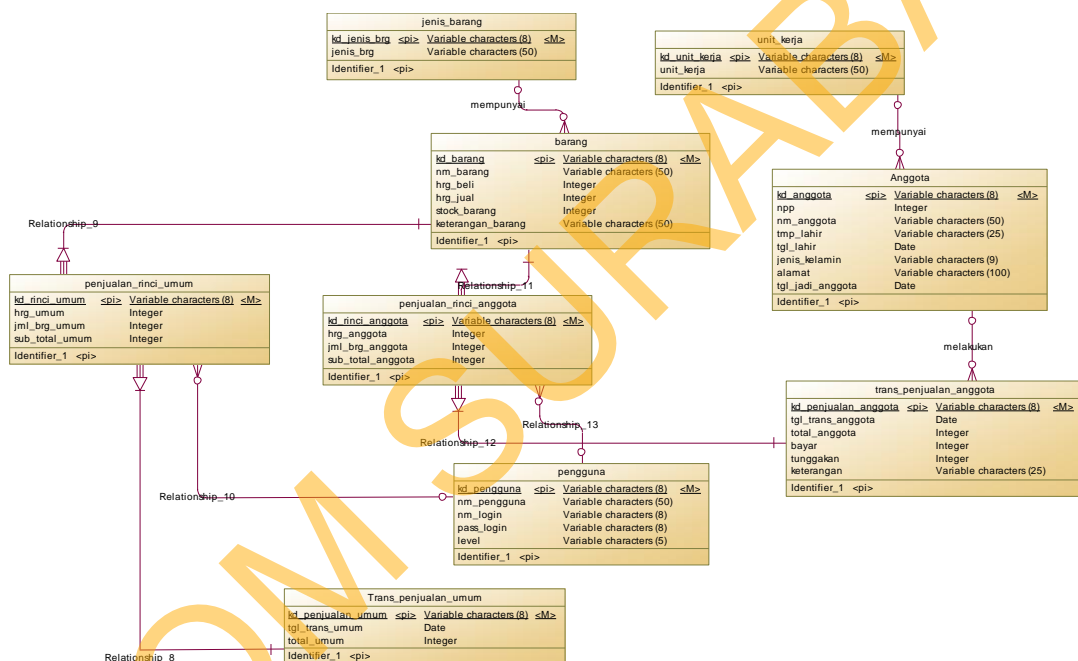 jenis_barang
kd_jenis_brg <pi> Variable characters (8) <M>
jenis_brg Variable characters (50)
Identifier_1 <pi>
unit_kerja
kd_unit_kerja <pi> Variable characters (8) <M>
unit_kerja Variable characters (50)
Identifier_1 <pi>
mempunyai
mempunyai
barang
kd_barang <pi> Variable characters (8) <M>
nm_barang Variable characters (50)
hrg_beli Integer
hrg_jual Integer
stock_barang Integer
keterangan_barang Variable characters (50)
Identifier_1 <pi>
Anggota
kd_anggota <pi> Variable characters (8) <M>
npp Integer
nm_anggota Variable characters (50)
tmp_lahir Variable characters (25)
tgl_lahir Date
jenis_kelamin Variable characters (9)
alamat Variable characters (100)
tgl_jadi_anggota Date
Identifier_1 <pi>
Relationship_9
Relationship_11
penjualan_rinci_umum
kd_rinci_umum <pi> Variable characters (8) <M>
hrg_umum Integer
jml_brg_umum Integer
sub_total_umum Integer
Identifier_1 <pi>
penjualan_rinci_anggota
kd_rinci_anggota <pi> Variable characters (8) <M>
hrg_anggota Integer
jml_brg_anggota Integer
sub_total_anggota Integer
Identifier_1 <pi>
melakukan
trans_penjualan_anggota
kd_penjualan_anggota <pi> Variable characters (8) <M>
tgl_trans_anggota Date
total_anggota Integer
bayar Integer
tunggakan Integer
keterangan Variable characters (25)
Identifier_1 <pi>
Relationship_13
Relationship_12
pengguna
kd_pengguna <pi> Variable characters (8) <M>
nm_pengguna Variable characters (50)
nm_login Variable characters (8)
pass_login Variable characters (8)
level Variable characters (5)
Identifier_1 <pi>
Relationship_10
Trans_penjualan_umum
kd_penjualan_umum <pi> Variable characters (8) <M>
tgl_trans_umum Date
total_umum Integer
Identifier_1 <pi>
Relationship_8
OM SURABA